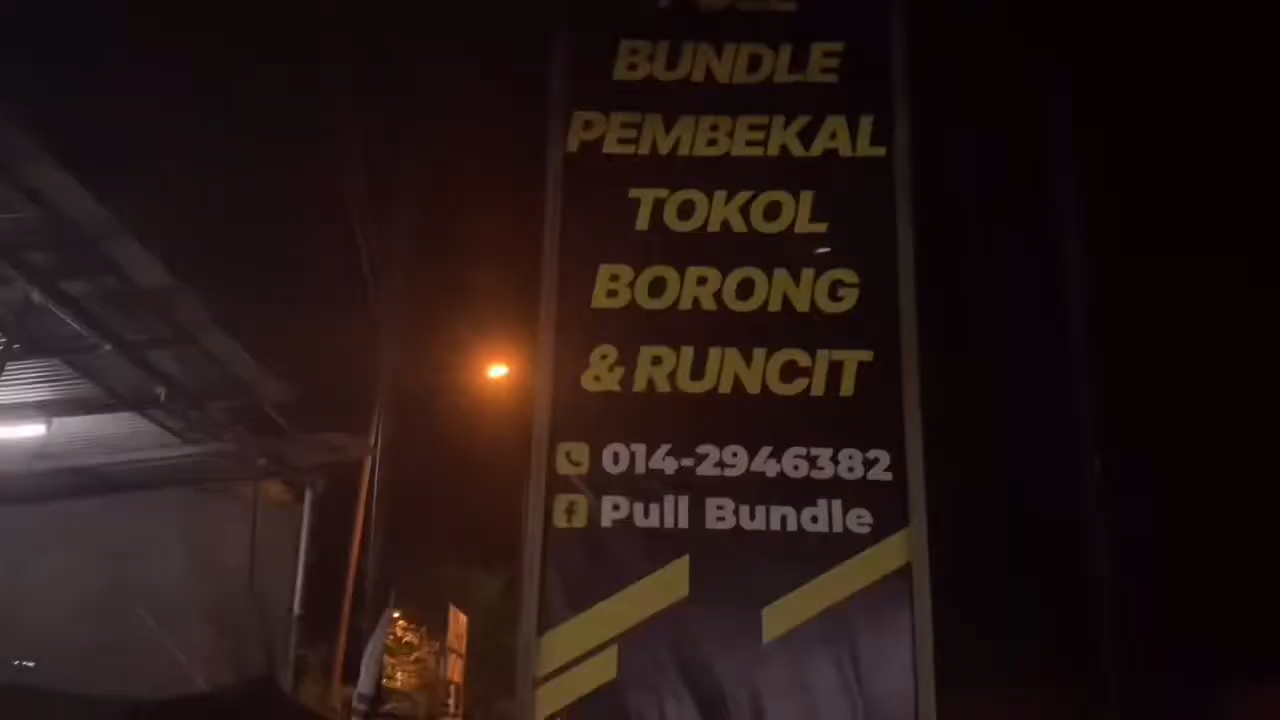 BUNDLE
PEMBEKAL
TOKOL
BORONG
& RUNCIT
014-2946382
Pull Bundle